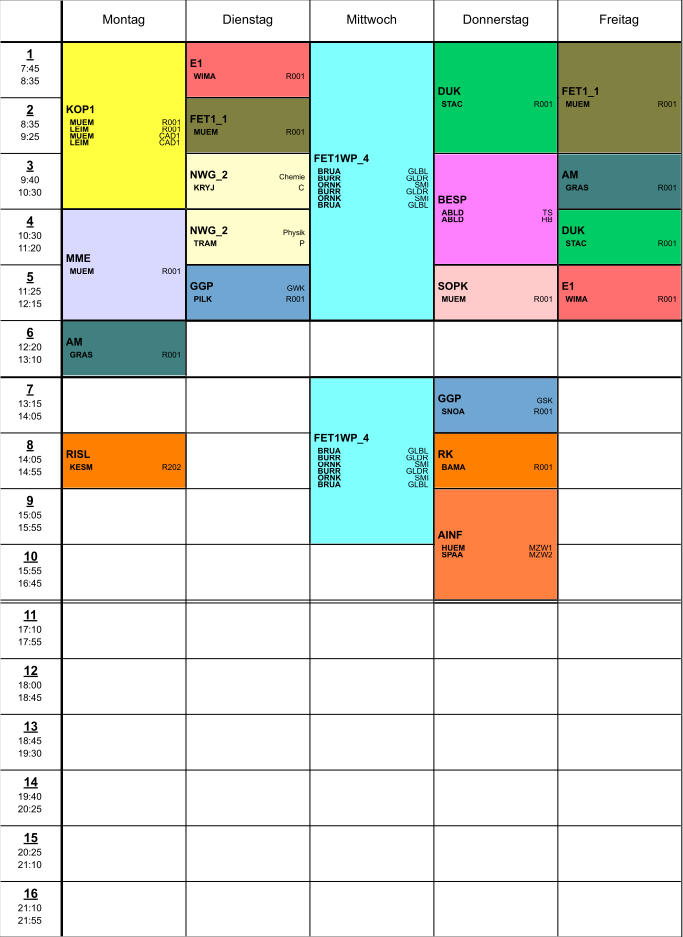 Montag Dienstag Mittwoch Donnerstag Freitag
1
7:45
8:35
2
8:35
9:25
3
9:40
10:30
4
10:30
11:20
5
11:25
12:15
6
12:20
13:10
7
13:15
14:05
8
14:05
14:55
9
15:05
15:55
10
15:55
16:45
11
17:10
17:55
12
18:00
18:45
13
18:45
19:30
14
19:40
20:25
15
20:25
21:10
16
21:10
21:55
KOP1
MUEM R001
LEIM R001
MUEM CAD1
LEIM CAD1
MME
MUEM R001
AM
GRAS R001
RISL
KESM R202
E1
WIMA R001
FET1_1
MUEM R001
NWG_2 Chemie
KRYJ C
NWG_2 Physik
TRAM P
GGP GWK
PILK R001
FET1WP_4
BRUA GLBL
BURR GLDR
ORNK SMI
BURR GLDR
ORNK SMI
BRUA GLBL
FET1WP_4
BRUA GLBL
BURR GLDR
ORNK SMI
BURR GLDR
ORNK SMI
BRUA GLBL
DUK
STAC R001
BESP
ABLD TS
ABLD HB
SOPK
MUEM R001
GGP GSK
SNOA R001
RK
BAMA R001
AINF
HUEM MZW1
SPAA MZW2
FET1_1
MUEM R001
AM
GRAS R001
DUK
STAC R001
E1
WIMA R001